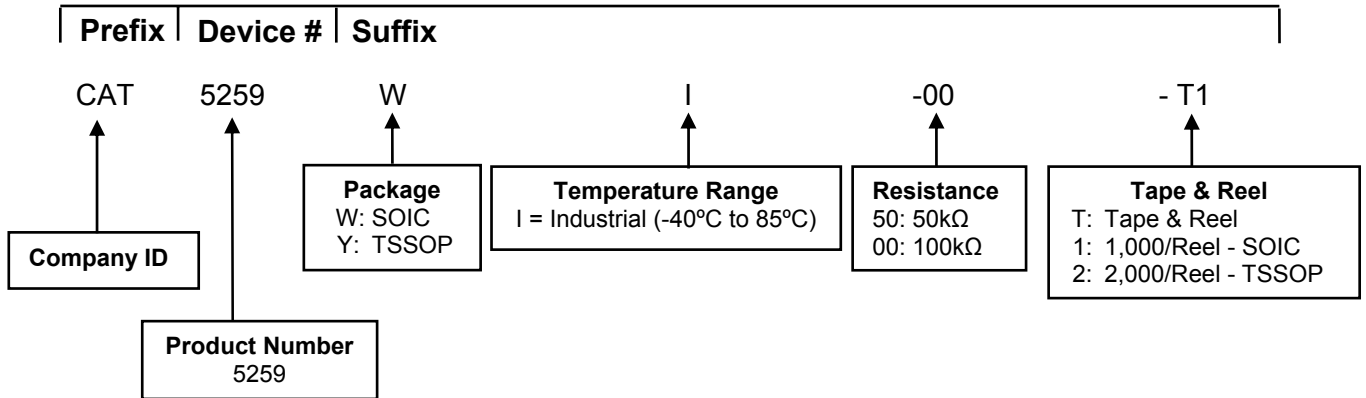 Prefix Device # Suffix
CAT 5259 W I -00 - T1
Company ID
Product Number
5259
Package
W: SOIC
Y: TSSOP
Temperature Range
I = Industrial (-40ºC to 85ºC)
Resistance
50: 50kΩ
00: 100kΩ
Tape & Reel
T: Tape & Reel
1: 1,000/Reel - SOIC
2: 2,000/Reel - TSSOP